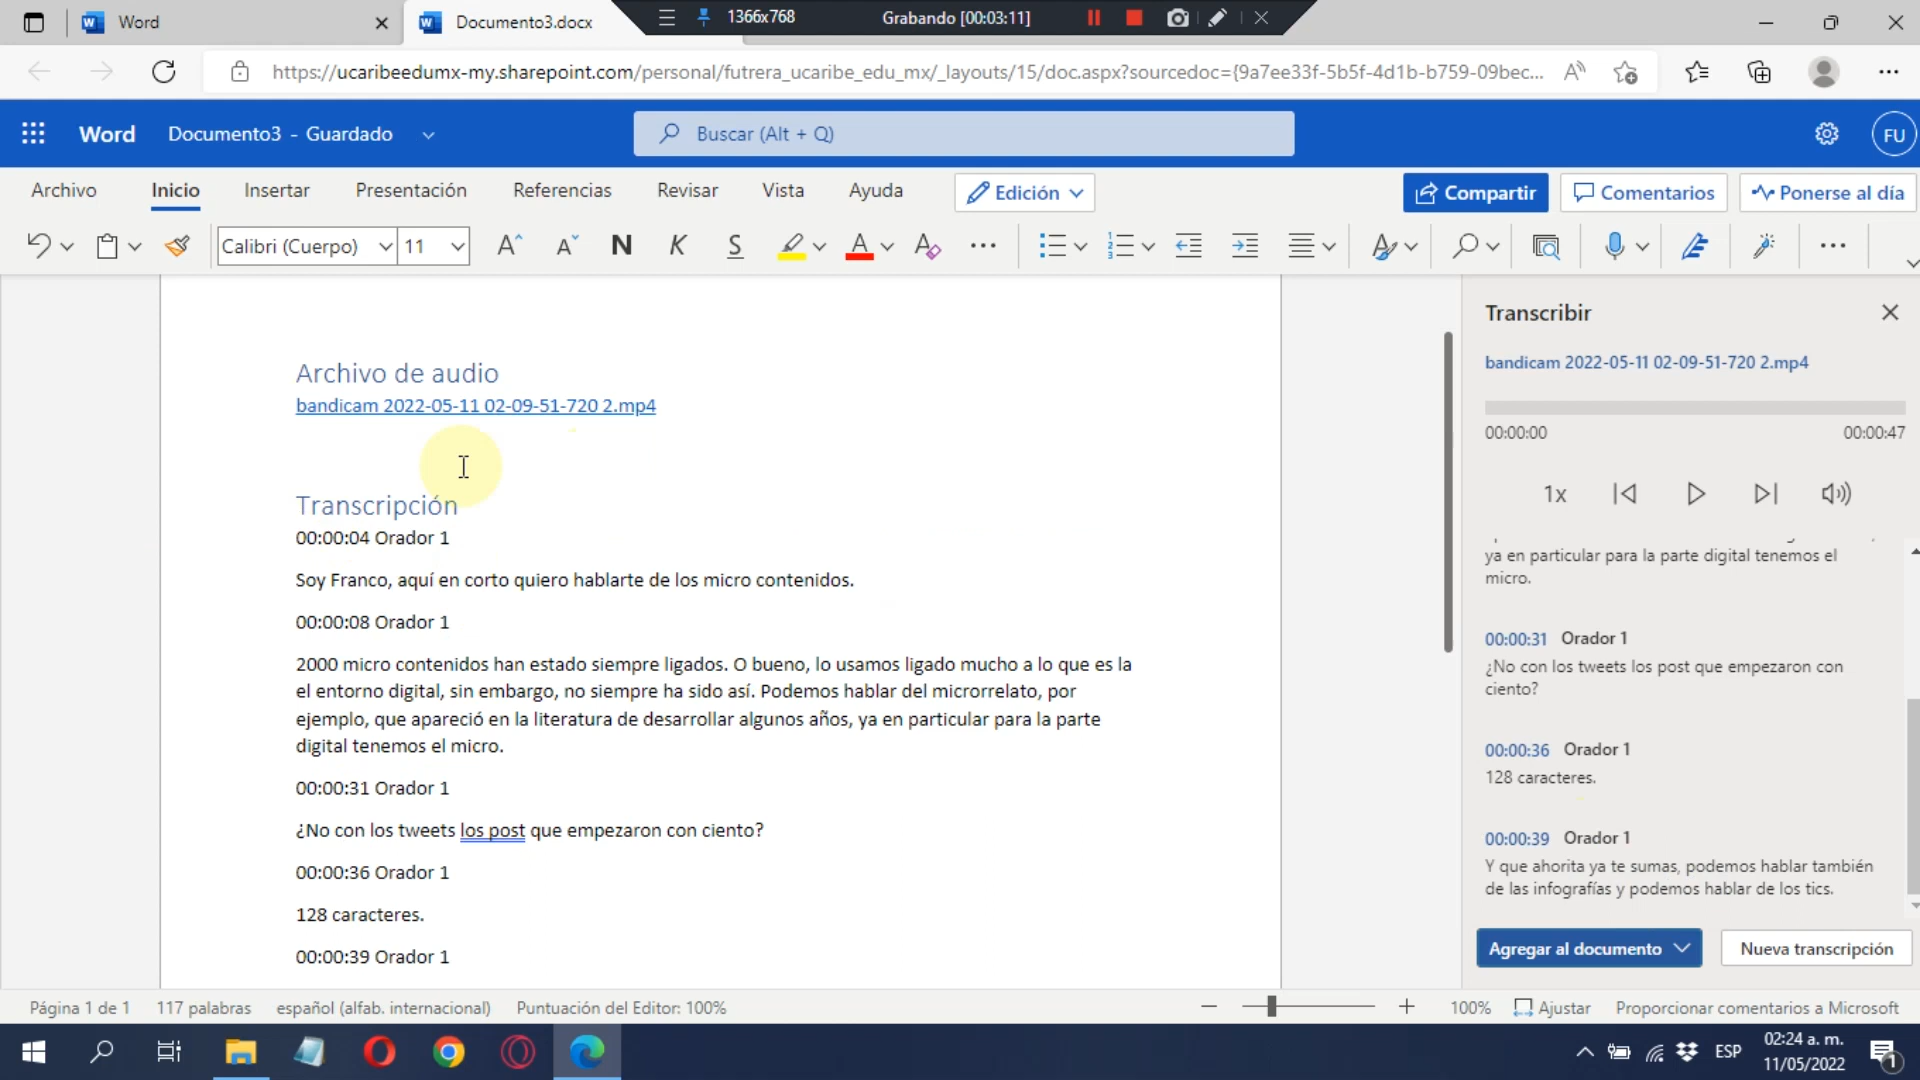 Word
Documento3.docx
1366x768
Grabando [00:03:11]
https://ucaribeedumx-my.sharepoint.com/personal/futrera_ucaribe_edu_mx/_layouts/15/doc.aspx?sourcedoc={9a7ee33f-5b5f-4d1b-b759-09bec...
Word
Documento3 - Guardado
Buscar (Alt + Q)
FU
Archivo
Inicio
Insertar
Presentación
Referencias
Revisar
Vista
Ayuda
Edición
Compartir
Comentarios
Ponerse al día
Calibri (Cuerpo)
11
N
K
S
Archivo de audio
bandicam 2022-05-11 02-09-51-720 2.mp4
Transcripción
00:00:04 Orador 1
Soy Franco, aquí en corto quiero hablarte de los micro contenidos.
00:00:08 Orador 1
2000 micro contenidos han estado siempre ligados. O bueno, lo usamos ligado mucho a lo que es la
el entorno digital, sin embargo, no siempre ha sido así. Podemos hablar del microrrelato, por
ejemplo, que apareció en la literatura de desarrollar algunos años, ya en particular para la parte
digital tenemos el micro.
00:00:31 Orador 1
¿No con los tweets los post que empezaron con ciento?
00:00:36 Orador 1
128 caracteres.
00:00:39 Orador 1
Transcribir
bandicam 2022-05-11 02-09-51-720 2.mp4
00:00:00
00:00:47
1x
ya en particular para la parte digital tenemos el
micro.
00:00:31 Orador 1
¿No con los tweets los post que empezaron con
ciento?
00:00:36 Orador 1
128 caracteres.
00:00:39 Orador 1
Y que ahorita ya te sumas, podemos hablar también
de las infografías y podemos hablar de los tics.
Agregar al documento
Nueva transcripción
Página 1 de 1
117 palabras
español (alfab. internacional)
Puntuación del Editor: 100%
100%
Ajustar
Proporcionar comentarios a Microsoft
ESP
02:24 a. m.
11/05/2022
1